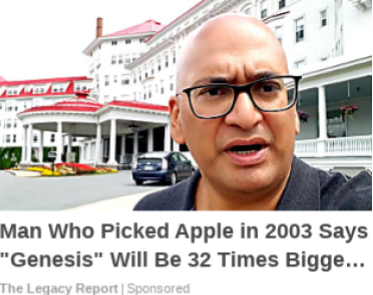 Man Who Picked Apple in 2003 Says
"Genesis" Will Be 32 Times Bigge...
The Legacy Report | Sponsored